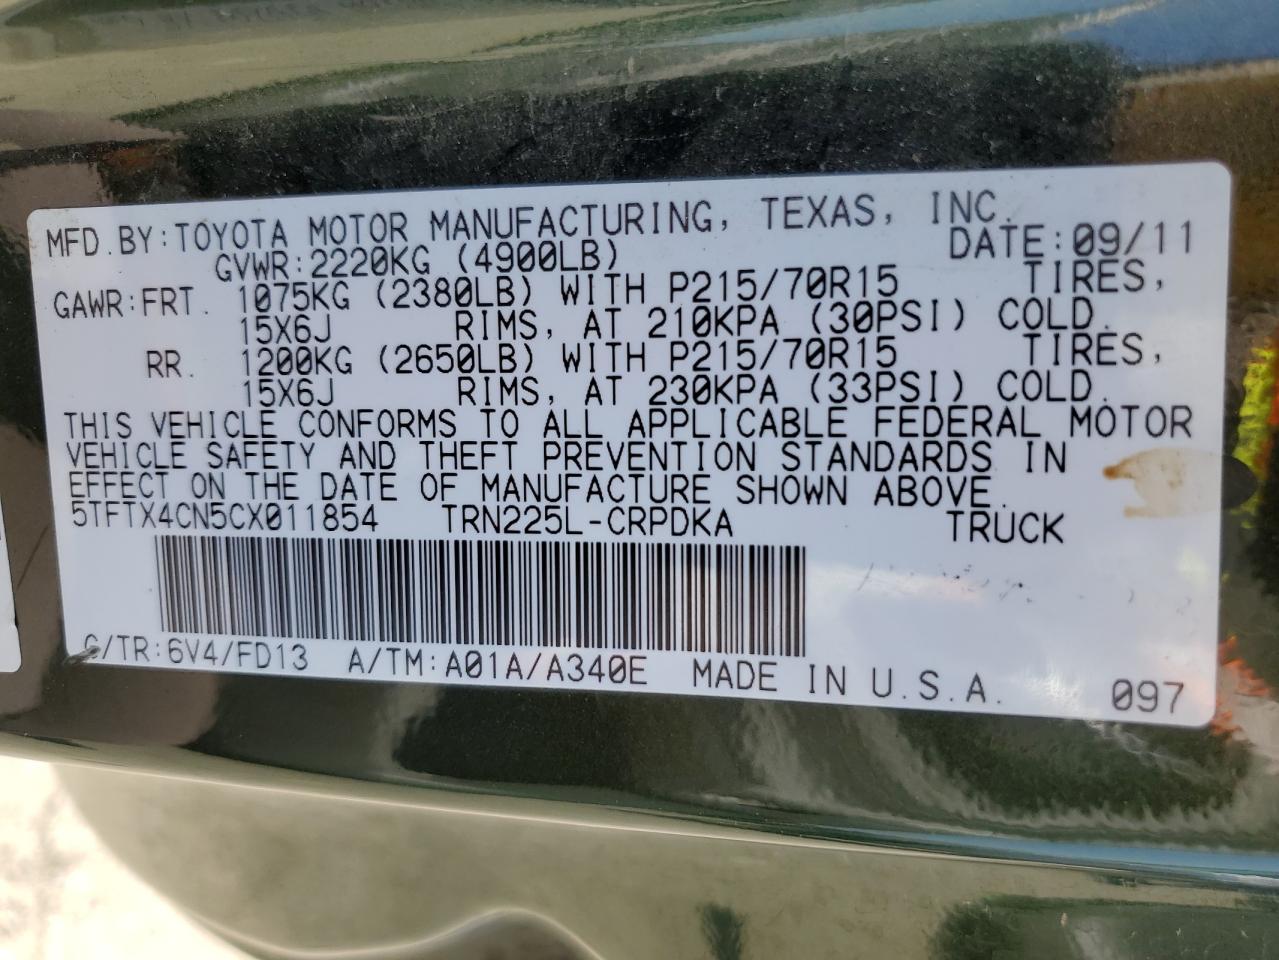 MFD. BY: TOYOTA MOTOR MANUFACTURING, TEXAS, INC.
GVWR: 2220KG (4900LB) DATE: 09/11
GAWR: FRT. 1075KG (2380LB) WITH P215/70R15 TIRES,
15X6J RIMS, AT 210KPA (30PSI) COLD.
RR. 1200KG (2650LB) WITH P215/70R15 TIRES,
15X6J RIMS, AT 230KPA (33PSI) COLD.
THIS VEHICLE CONFORMS TO ALL APPLICABLE FEDERAL MOTOR
VEHICLE SAFETY AND THEFT PREVENTION STANDARDS IN
EFFECT ON THE DATE OF MANUFACTURE SHOWN ABOVE.
5TFTX4CN5CX011854 TRN225L-CRPDKA TRUCK
C/TR: 6V4/FD13 A/TM: A01A/A340E MADE IN U.S.A. 097